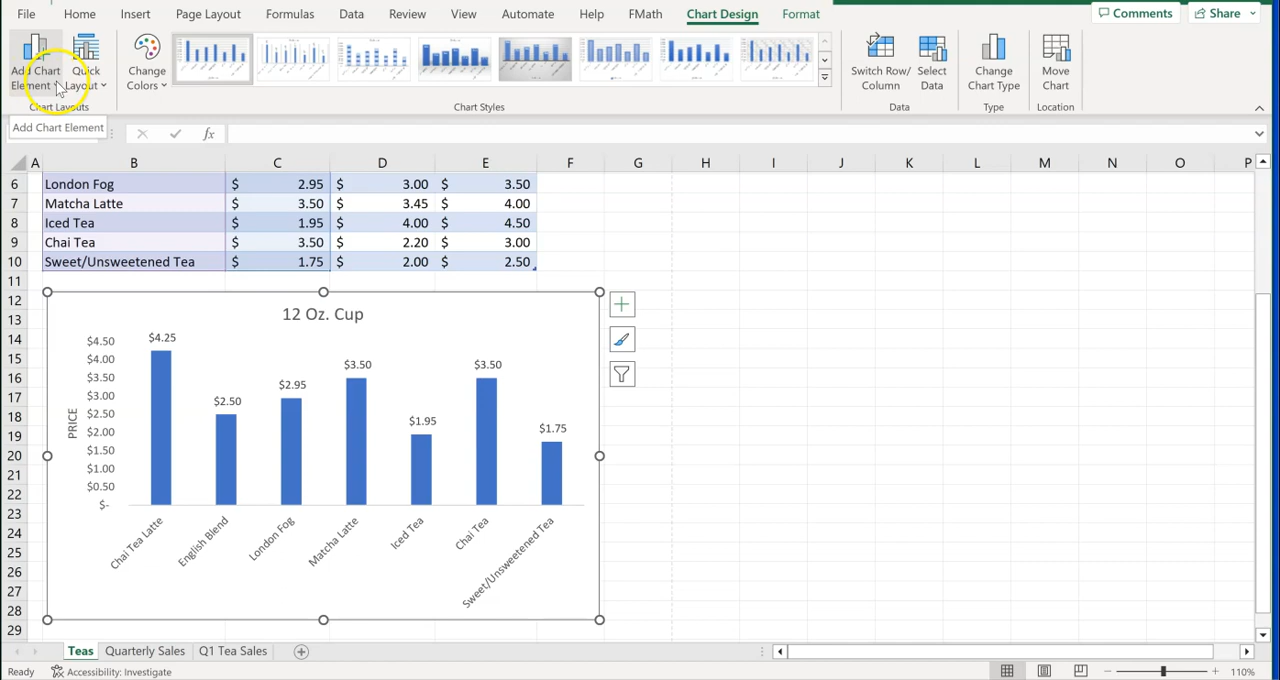 File Home Insert Page Layout Formulas Data Review View Automate Help FMath Chart Design Format Comments Share
Add Chart Element Quick Layout Change Colors Switch Row/ Column Select Data Change Chart Type Move Chart
Chart Layouts Chart Styles Data Type Location
Add Chart Element fx
A B C D E F G H I J K L M N O P
6 London Fog $ 2.95 $ 3.00 $ 3.50
7 Matcha Latte $ 3.50 $ 3.45 $ 4.00
8 Iced Tea $ 1.95 $ 4.00 $ 4.50
9 Chai Tea $ 3.50 $ 2.20 $ 3.00
10 Sweet/Unsweetened Tea $ 1.75 $ 2.00 $ 2.50
11
12
13
14
15
16
17
18
19
20
21
22
23
24
25
26
27
28
29
12 Oz. Cup
PRICE
$4.50
$4.00
$3.50
$3.00
$2.50
$2.00
$1.50
$1.00
$0.50
$-
$4.25 $2.50 $2.95 $3.50 $1.95 $3.50 $1.75
Chai Tea Latte English Blend London Fog Matcha Latte Iced Tea Chai Tea Sweet/Unsweetened Tea
Teas Quarterly Sales Q1 Tea Sales
Ready Accessibility: Investigate 110%